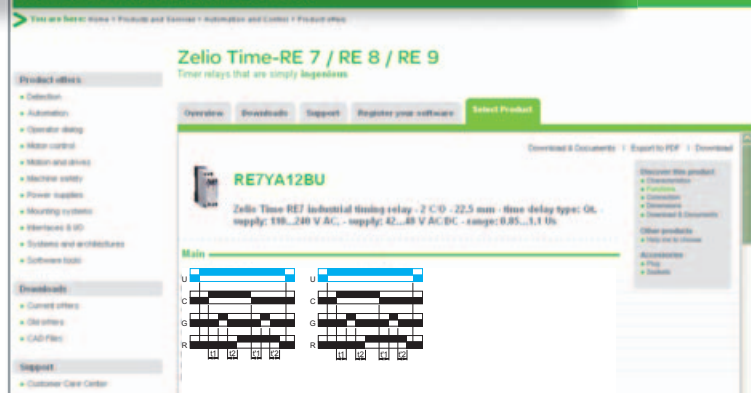 You are here: Home • Products and Services • Automation and Control • Product offers
Zelio Time-RE 7 / RE 8 / RE 9
Timer relays that are simply ingenious
Product offers
Detection
Automation
Operator dialog
Motor control
Motion and drives
Machine safety
Power supplies
Mounting systems
Interfaces & I/O
Systems and architectures
Software tools
Downloads
Current offers
Old offers
CAD Files
Support
Customer Care Center
Overview Downloads Support Register your software Select Product
Download & Documents | Export to PDF | Download
RE7YA12BU
Zelio Time RE7 industrial timing relay - 2 C/O - 22.5 mm - time delay type: Qt, -
supply: 110...240 V AC, - supply: 42...48 V AC/DC - range: 0.05...1.1 Us
Discover this product
Characteristics
Functions
Connection
Dimensions
Download & Documents
Other products
Help me to choose
Accessories
Plug
Sockets
Main
U U
C C
G G
R R
t1 t2 t'1 t'2 t1 t2 t'1 t'2